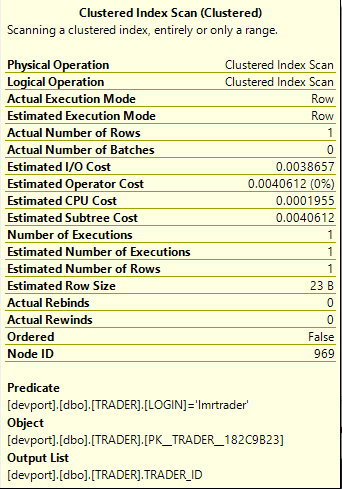 Clustered Index Scan (Clustered)
Scanning a clustered index, entirely or only a range.
Physical Operation Clustered Index Scan
Logical Operation Clustered Index Scan
Actual Execution Mode Row
Estimated Execution Mode Row
Actual Number of Rows 1
Actual Number of Batches 0
Estimated I/O Cost 0.0038657
Estimated Operator Cost 0.0040612 (0%)
Estimated CPU Cost 0.0001955
Estimated Subtree Cost 0.0040612
Number of Executions 1
Estimated Number of Executions 1
Estimated Number of Rows 1
Estimated Row Size 23 B
Actual Rebinds 0
Actual Rewinds 0
Ordered False
Node ID 969
Predicate
[devport].[dbo].[TRADER].[LOGIN]='lmrtrader'
Object
[devport].[dbo].[TRADER].[PK__TRADER__182C9B23]
Output List
[devport].[dbo].[TRADER].TRADER_ID